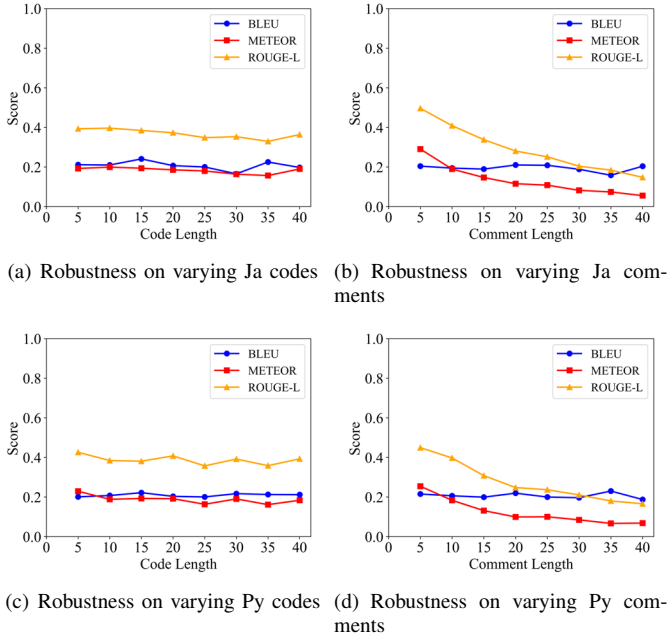 1.0
0.8
0.6
0.4
0.2
0.0
Score
0 5 10 15 20 25 30 35 40
Code Length
BLEU
METEOR
ROUGE-L
(a) Robustness on varying Ja codes
1.0
0.8
0.6
0.4
0.2
0.0
Score
0 5 10 15 20 25 30 35 40
Comment Length
BLEU
METEOR
ROUGE-L
(b) Robustness on varying Ja com-
ments
1.0
0.8
0.6
0.4
0.2
0.0
Score
0 5 10 15 20 25 30 35 40
Code Length
BLEU
METEOR
ROUGE-L
(c) Robustness on varying Py codes
1.0
0.8
0.6
0.4
0.2
0.0
Score
0 5 10 15 20 25 30 35 40
Comment Length
BLEU
METEOR
ROUGE-L
(d) Robustness on varying Py com-
ments